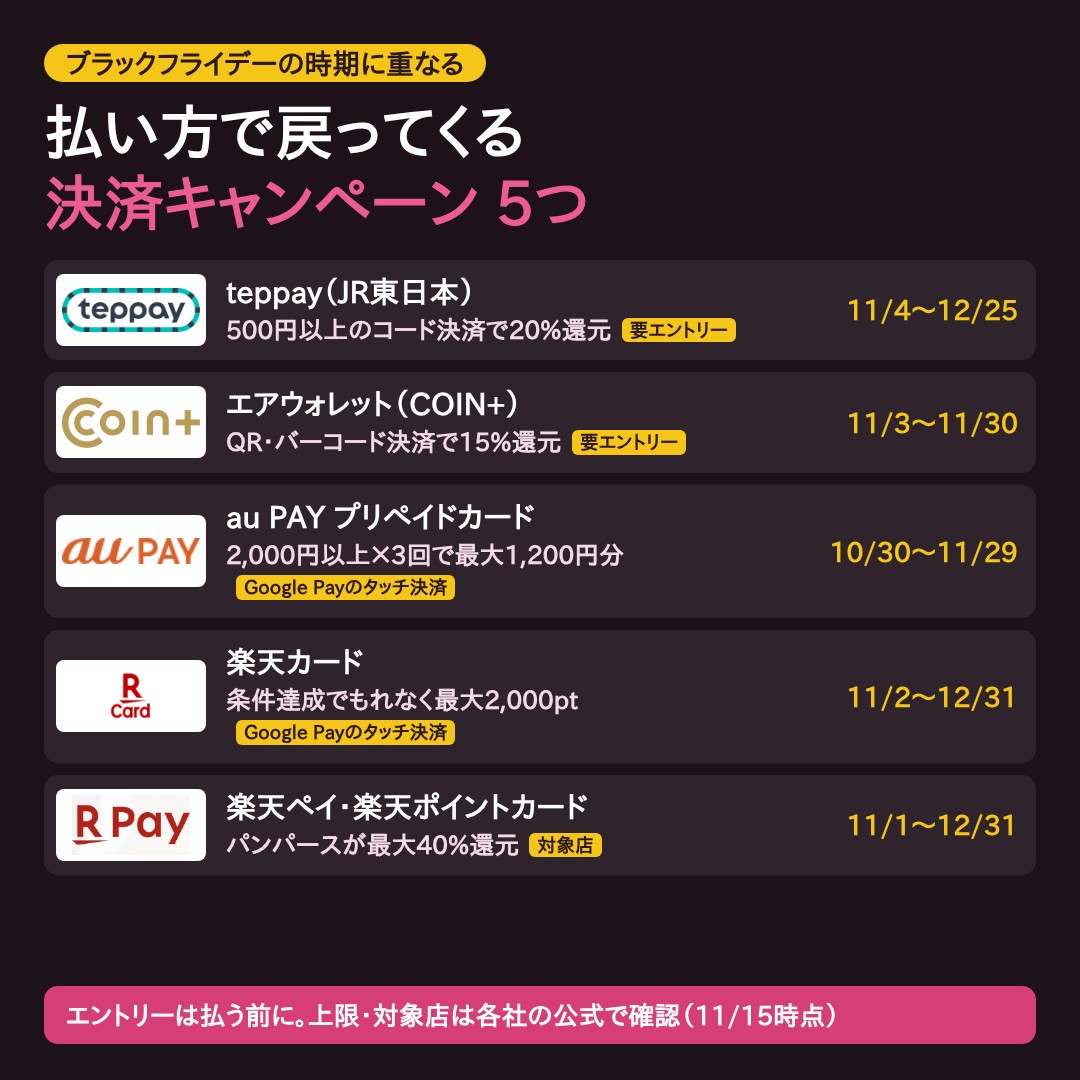 ブラックフライデーの時期に重なる
払い方で戻ってくる
決済キャンペーン 5つ
teppay
teppay(JR東日本)
500円以上のコード決済で20%還元 要エントリー
11/4〜12/25
COIN+
エアウォレット(COIN+)
QR・バーコード決済で15%還元 要エントリー
11/3〜11/30
au PAY
au PAY プリペイドカード
2,000円以上×3回で最大1,200円分
Google Payのタッチ決済
10/30〜11/29
R Card
楽天カード
条件達成でもれなく最大2,000pt
Google Payのタッチ決済
11/2〜12/31
R Pay
楽天ペイ・楽天ポイントカード
パンパースが最大40%還元 対象店
11/1〜12/31
エントリーは払う前に。上限・対象店は各社の公式で確認(11/15時点)